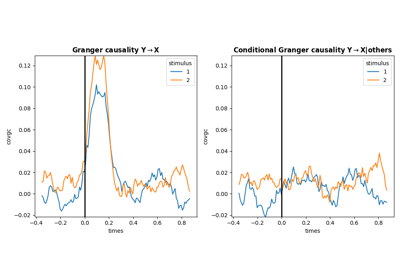 Granger causality Y→X
stimulus
1
2
0.12
0.10
0.08
0.06
0.04
0.02
0.00
−0.02
covgc
−0.4 −0.2 0.0 0.2 0.4 0.6 0.8
times
Conditional Granger causality Y→X|others
stimulus
1
2
0.12
0.10
0.08
0.06
0.04
0.02
0.00
−0.02
covgc
−0.4 −0.2 0.0 0.2 0.4 0.6 0.8
times